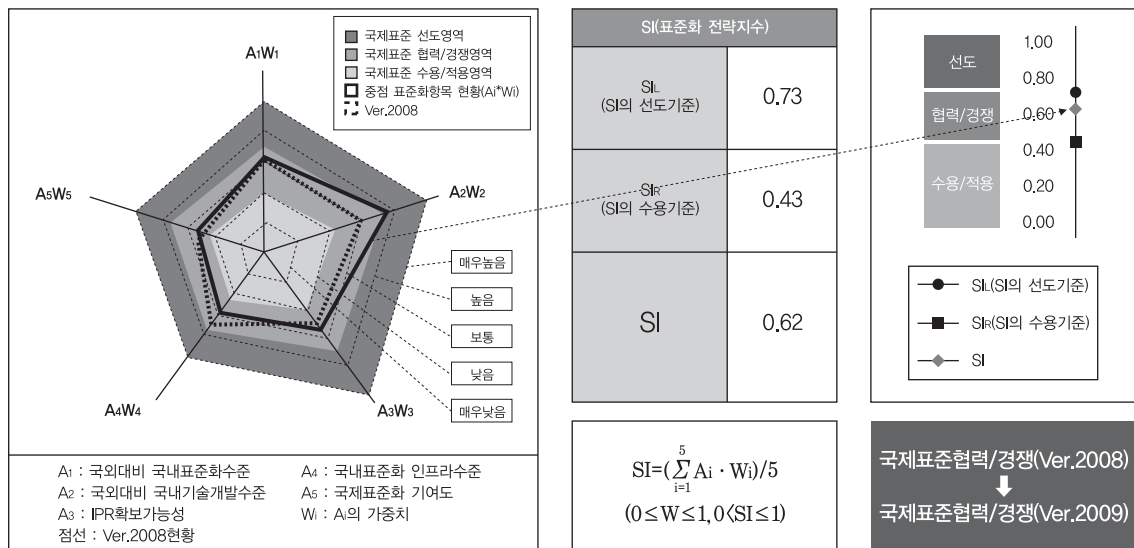 국제표준 선도영역
국제표준 협력/경쟁영역
국제표준 수용/적용영역
중점 표준화항목 현황(Ai*Wi)
Ver.2008
A1W1
A2W2
A3W3
A4W4
A5W5
매우높음
높음
보통
낮음
매우낮음
A1 : 국외대비 국내표준화수준
A2 : 국외대비 국내기술개발수준
A3 : IPR확보가능성
점선 : Ver.2008현황
A4 : 국내표준화 인프라수준
A5 : 국제표준화 기여도
Wi : Ai의 가중치
SI(표준화 전략지수)
SIL
(SI의 선도기준)
0.73
SIR
(SI의 수용기준)
0.43
SI
0.62
SI=(∑Ai · Wi)/5
5
i=1
(0≤W≤1, 0<SI≤1)
선도
협력/경쟁
수용/적용
1.00
0.80
0.60
0.40
0.20
0.00
SIL(SI의 선도기준)
SIR(SI의 수용기준)
SI
국제표준협력/경쟁(Ver.2008)
국제표준협력/경쟁(Ver.2009)